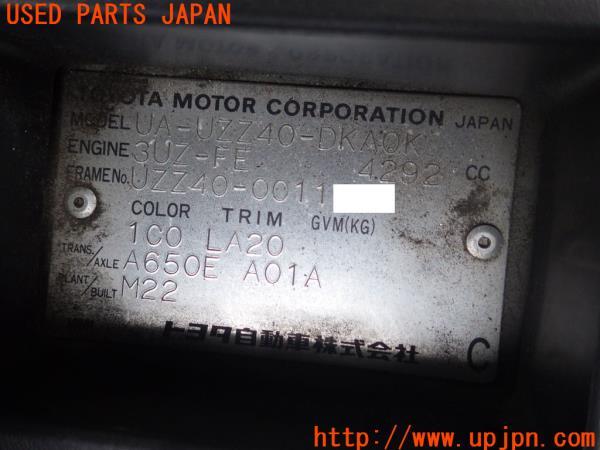 USED PARTS JAPAN
TOYOTA MOTOR CORPORATION JAPAN
MODEL UA-UZZ40-DKAQK
ENGINE 3UZ-FE 4292 CC
FRAME No. UZZ40-0011
COLOR TRIM GVM(KG)
1C0 LA20
TRANS./AXLE A650E A01A
PLANT/BUILT M22
トヨタ自動車株式会社 C
http://www.upjpn.com